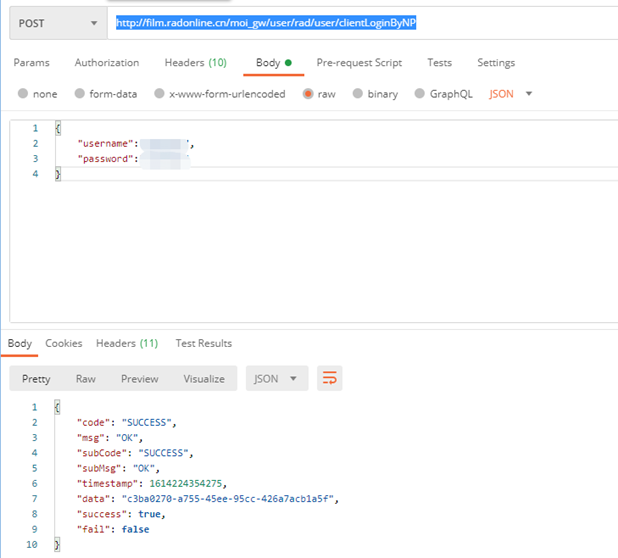 POST http://film.radonline.cn/moi_gw/user/rad/user/clientLoginByNP
Params Authorization Headers (10) Body Pre-request Script Tests Settings
none form-data x-www-form-urlencoded raw binary GraphQL JSON
1 {
2 "username": ,
3 "password":
4 }
Body Cookies Headers (11) Test Results
Pretty Raw Preview Visualize JSON
1 {
2 "code": "SUCCESS",
3 "msg": "OK",
4 "subCode": "SUCCESS",
5 "subMsg": "OK",
6 "timestamp": 1614224354275,
7 "data": "c3ba0270-a755-45ee-95cc-426a7acb1a5f",
8 "success": true,
9 "fail": false
10 }